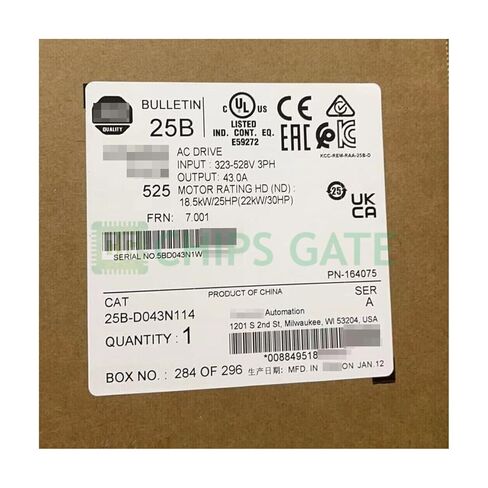 QUALITY
BULLETIN
25B
C UL US
LISTED
IND. CONT. EQ.
E59272
CE
EAC
KCC-REM-RAA-25B-D
AC DRIVE
INPUT : 323-528V 3PH
OUTPUT: 43.0A
525 MOTOR RATING HD (ND) :
18.5kW/25HP(22kW/30HP)
25
UK
CA
FRN: 7.001
SERIAL NO.5BD043N1W
CHIPS GATE
PN-164075
CAT
PRODUCT OF CHINA
SER
A
25B-D043N114
Automation
1201 S 2nd St, Milwaukee, WI 53204, USA
QUANTITY : 1
*008849518
BOX NO.: 284 OF 296
生产日期: MFD. IN ON JAN.12